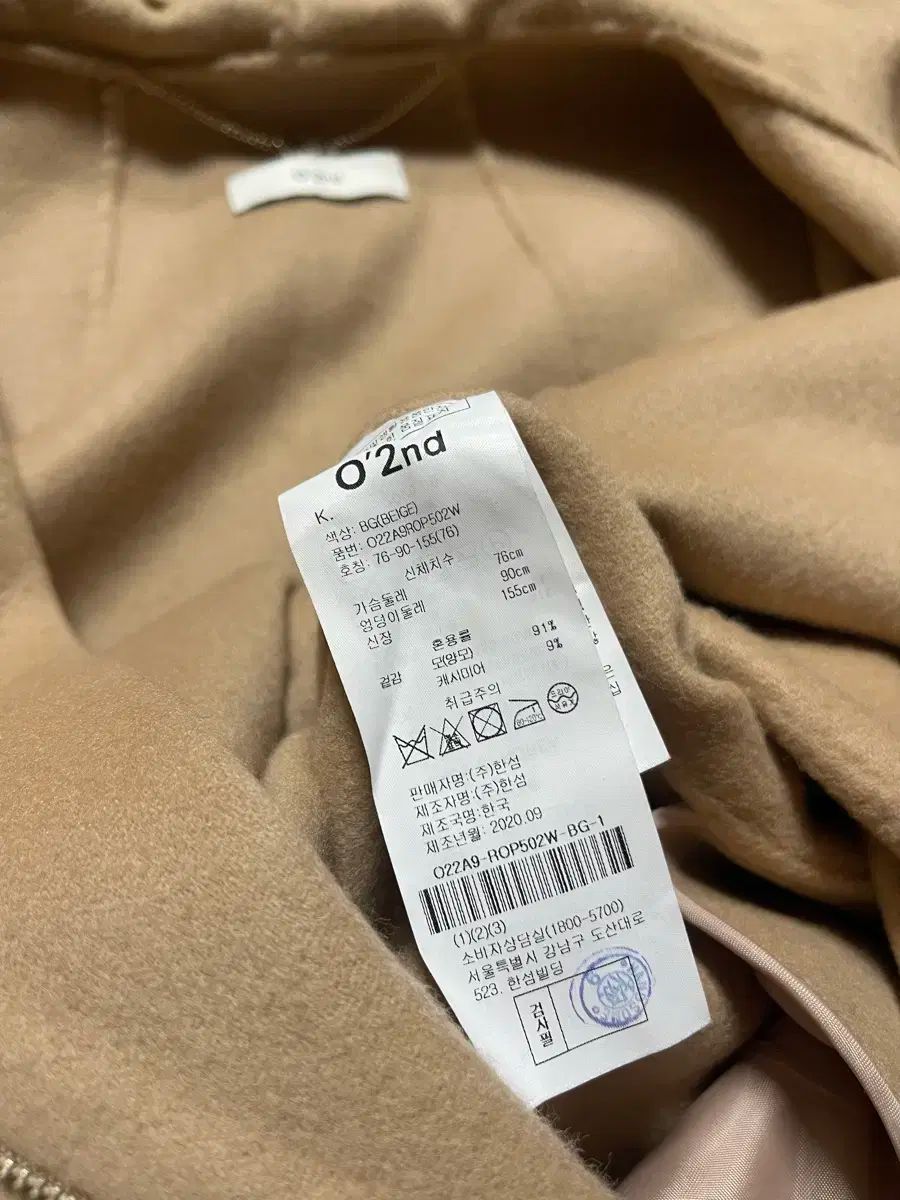 O'2nd
K.
색상: BG(BEIGE)
품번: O22A9ROP502W
호칭: 76-90-155(76)
신체치수
가슴둘레 76cm
엉덩이둘레 90cm
신장 155cm
혼용률
겉감 모(양모) 91%
캐시미어 9%
취급주의
80~120℃
드라이
판매자명:(주)한섬
제조자명:(주)한섬
제조국명:한국
제조년월: 2020.09
O22A9-ROP502W-BG-1
(1)(2)(3)
소비자상담실(1800-5700)
서울특별시 강남구 도산대로
523. 한섬빌딩
검사필